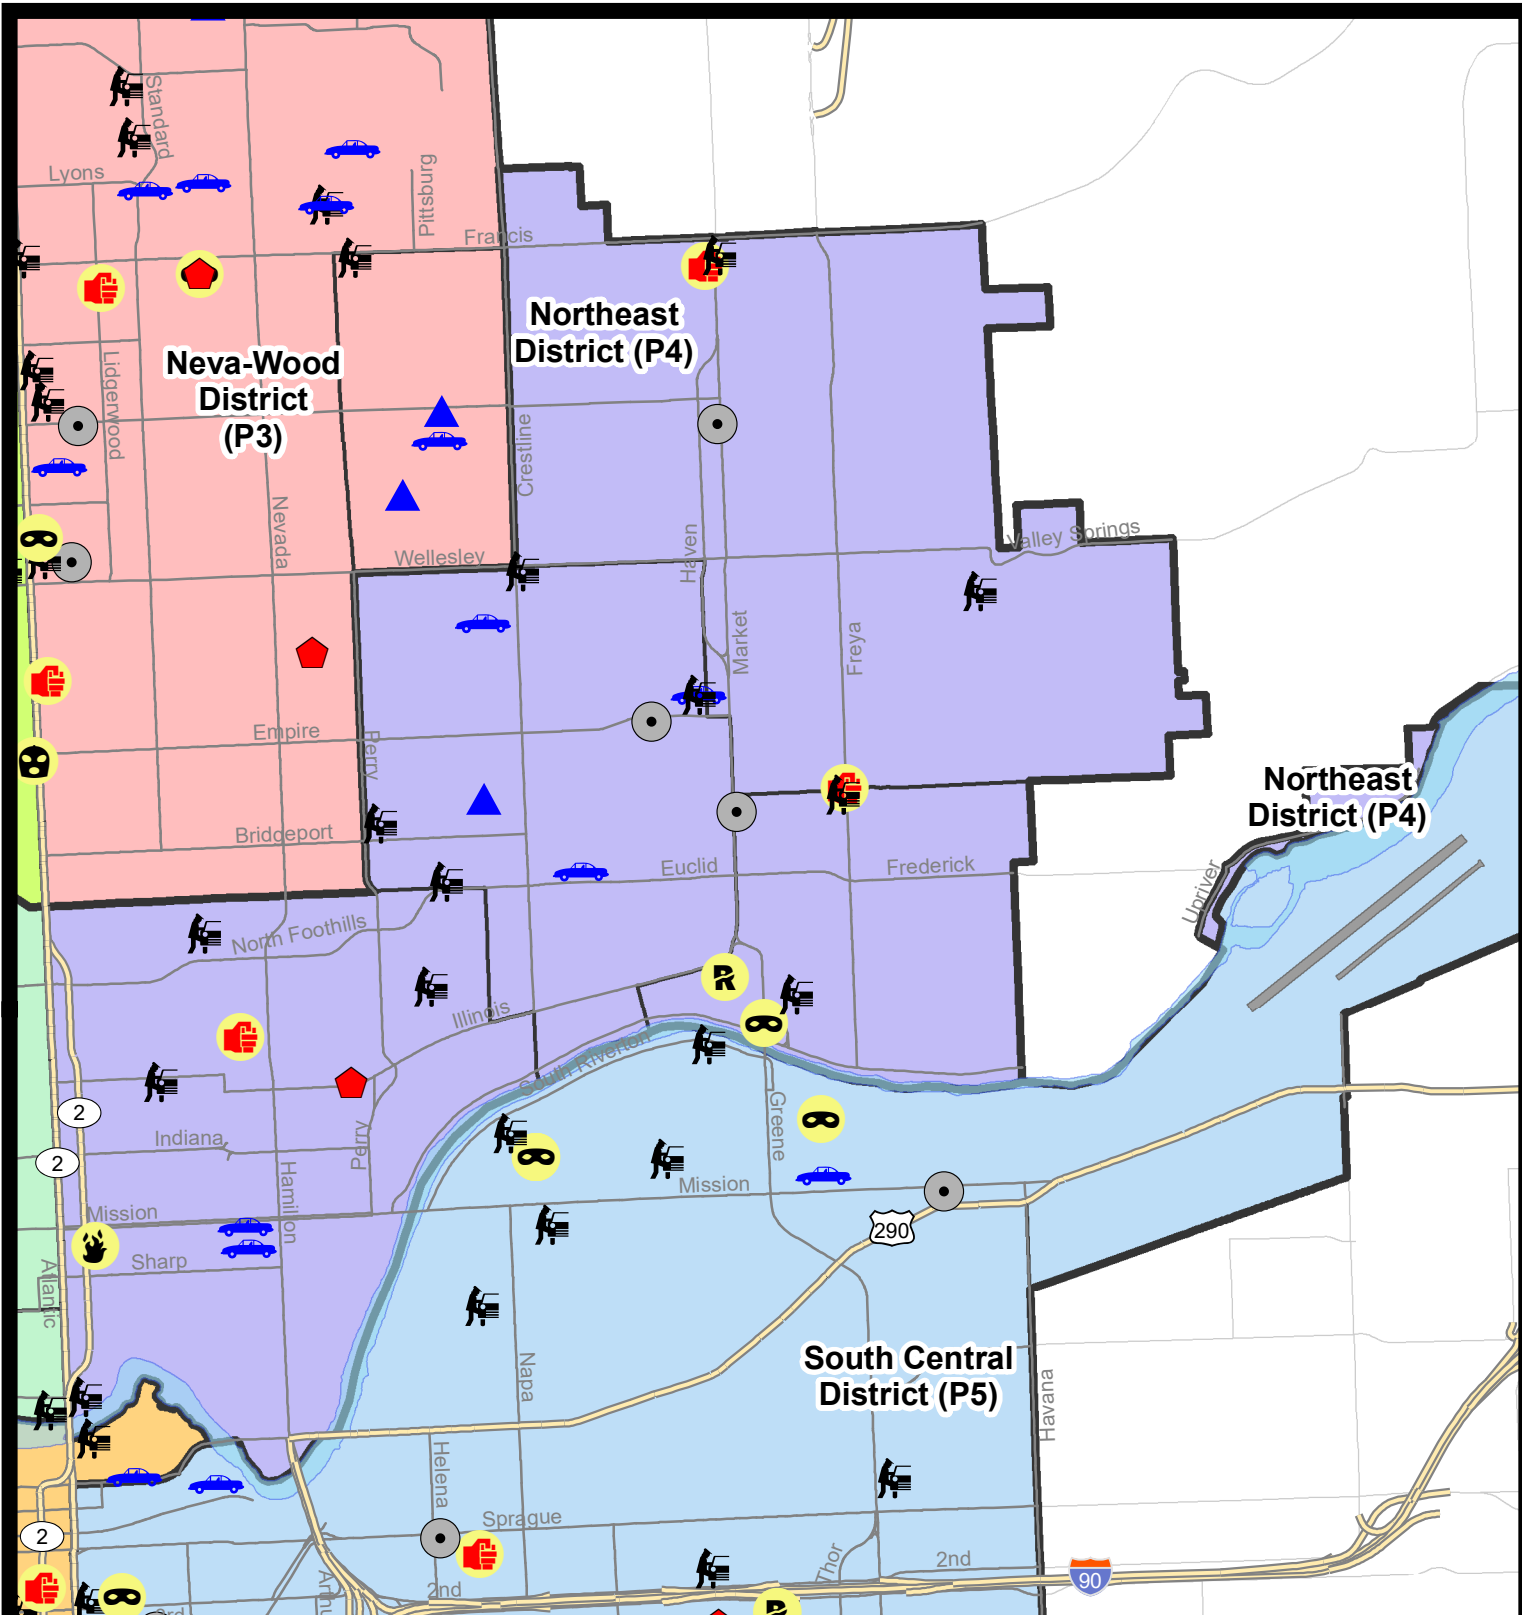 Standard
Lyons
Pittsburg
Francis
Northeast
District (P4)
Neva-Wood
District
(P3)
Lidgerwood
Crestline
Nevada
Wellesley
Haven
Valley Springs
Market
Freya
Empire
Perry
Northeast
District (P4)
Bridgeport
Euclid
Frederick
Upriver
North Foothills
R
Illinois
South Riverton
2
Greene
Indiana
Perry
2
Hamilton
Mission
Mission
290
Sharp
Atlantic
South Central
District (P5)
Napa
Havana
Helena
Sprague
2
Thor
2nd
90
2nd